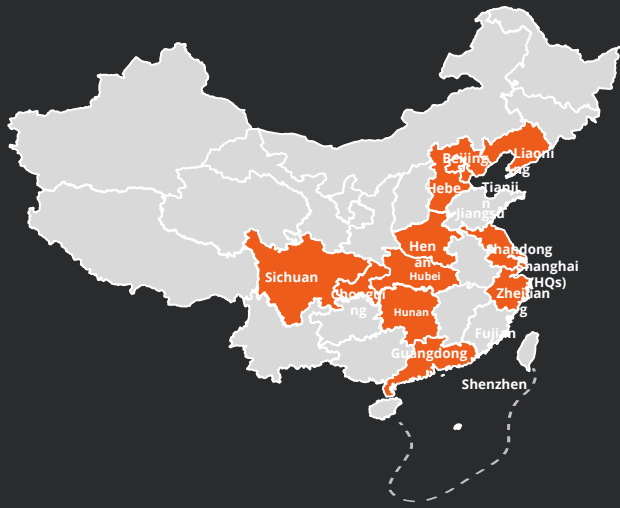 Beijing
Liaoni
ng
Hebe
Tianji
n
Jiangsu
Hen
an
Shandong
Hubei
Shanghai
(HQs)
Sichuan
Chongqi
ng
Zhejian
g
Hunan
Fujian
Guangdong
Shenzhen